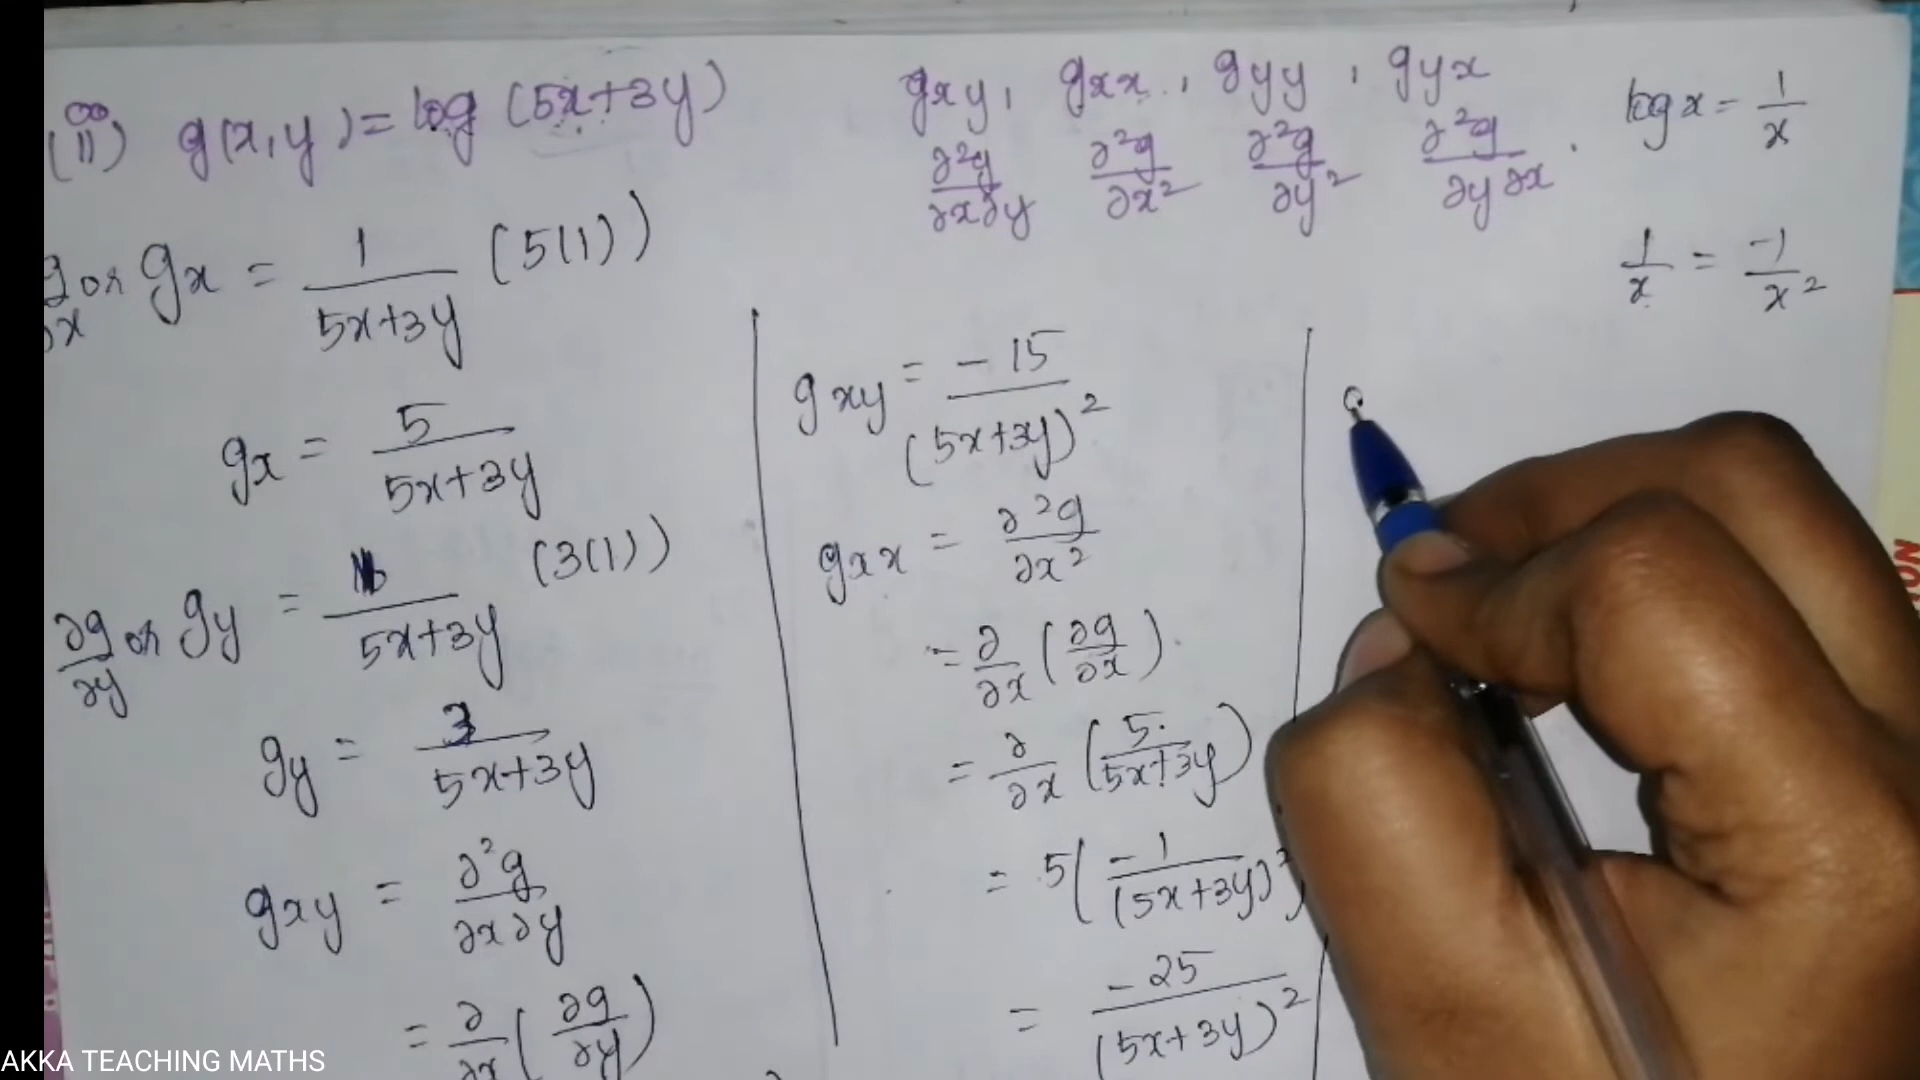 (iii) g(x,y) = log (5x+3y)
gxy, gxx, gyy, gyx
∂²g/∂x∂y ∂²g/∂x² ∂²g/∂y² ∂²g/∂y∂x
log x = 1/x
1/x = -1/x²
∂x or gx = 1/(5x+3y) (5(1))
gx = 5/(5x+3y)
∂g/∂y or gy = 1/(5x+3y) (3(1))
gy = 3/(5x+3y)
gxy = ∂²g/∂x∂y
= ∂/∂x (∂g/∂y)
gxy = -15/(5x+3y)²
gxx = ∂²g/∂x²
= ∂/∂x (∂g/∂x)
= ∂/∂x (5/(5x+3y))
= 5(-1/(5x+3y)²
= -25/(5x+3y)²
AKKA TEACHING MATHS